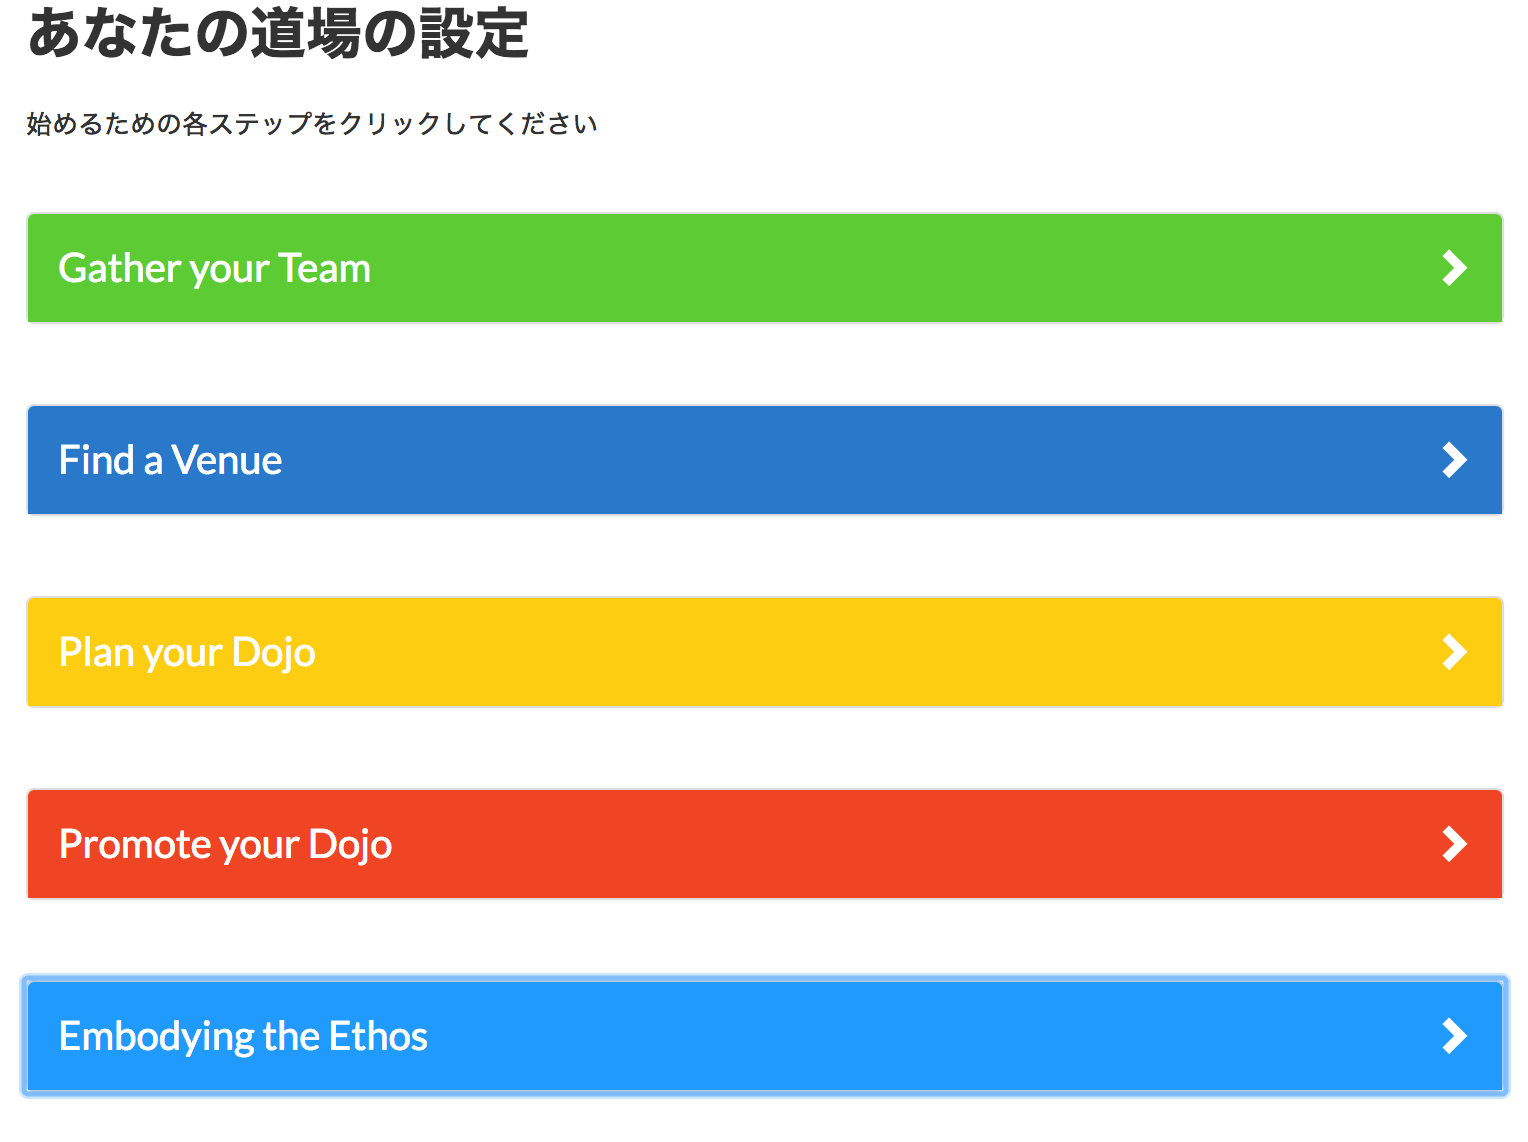 あなたの道場の設定
始めるための各ステップをクリックしてください
Gather your Team
Find a Venue
Plan your Dojo
Promote your Dojo
Embodying the Ethos